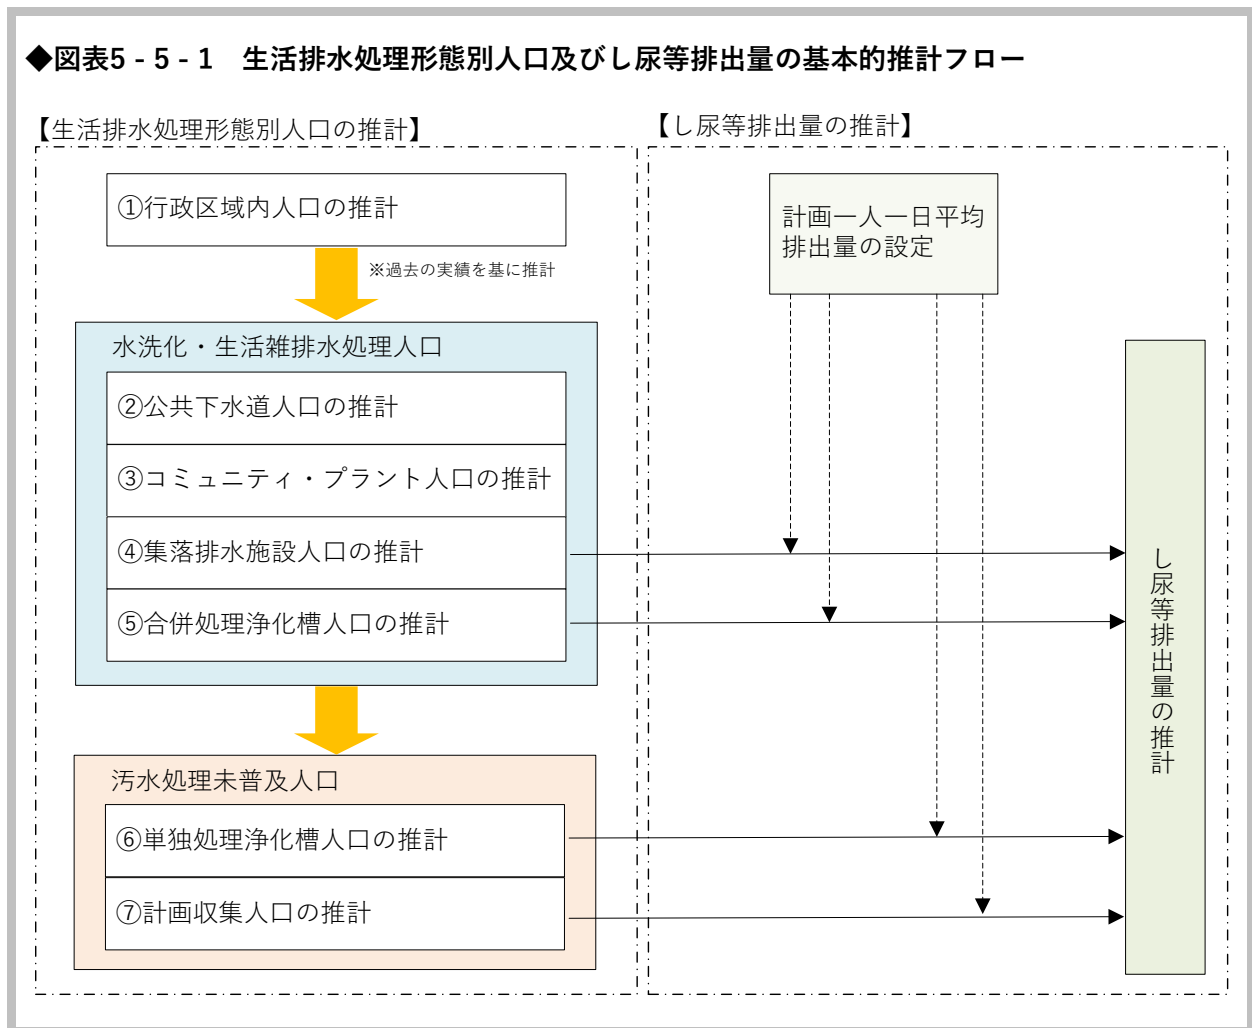 ◆図表5‐5‐1　生活排水処理形態別人口及びし尿等排出量の基本的推計フロー
【生活排水処理形態別人口の推計】
①行政区域内人口の推計
※過去の実績を基に推計
水洗化・生活雑排水処理人口
②公共下水道人口の推計
③コミュニティ・プラント人口の推計
④集落排水施設人口の推計
⑤合併処理浄化槽人口の推計
汚水処理未普及人口
⑥単独処理浄化槽人口の推計
⑦計画収集人口の推計
【し尿等排出量の推計】
計画一人一日平均
排出量の設定
し尿等排出量の推計